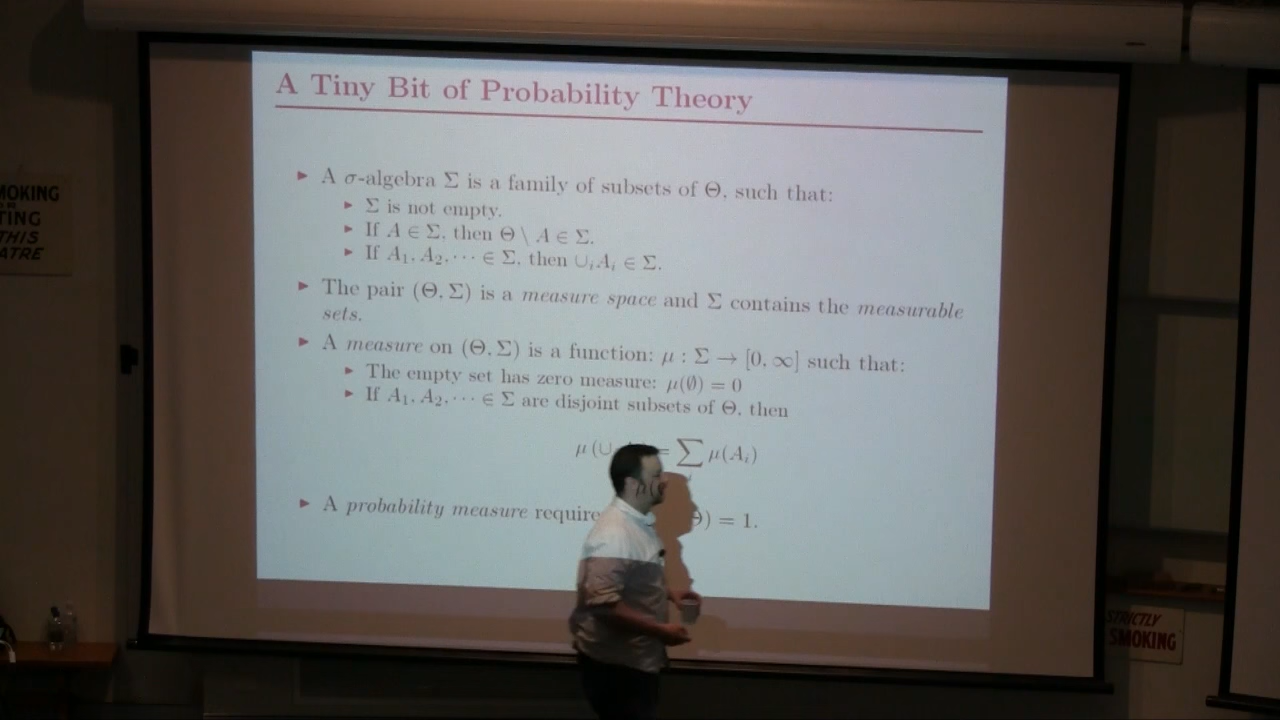 A Tiny Bit of Probability Theory
▶ A σ-algebra Σ is a family of subsets of Θ, such that:
▶ Σ is not empty.
▶ If A ∈ Σ, then Θ \ A ∈ Σ.
▶ If A₁, A₂, ⋯ ∈ Σ, then ∪ᵢAᵢ ∈ Σ.
▶ The pair (Θ, Σ) is a measure space and Σ contains the measurable
sets.
▶ A measure on (Θ, Σ) is a function: μ : Σ → [0, ∞] such that:
▶ The empty set has zero measure: μ(∅) = 0
▶ If A₁, A₂, ⋯ ∈ Σ are disjoint subsets of Θ, then
μ (∪ = ∑ μ(Aᵢ)
▶ A probability measure require Θ) = 1.
MOKING
TING
THIS
ATRE
STRICTLY
SMOKING